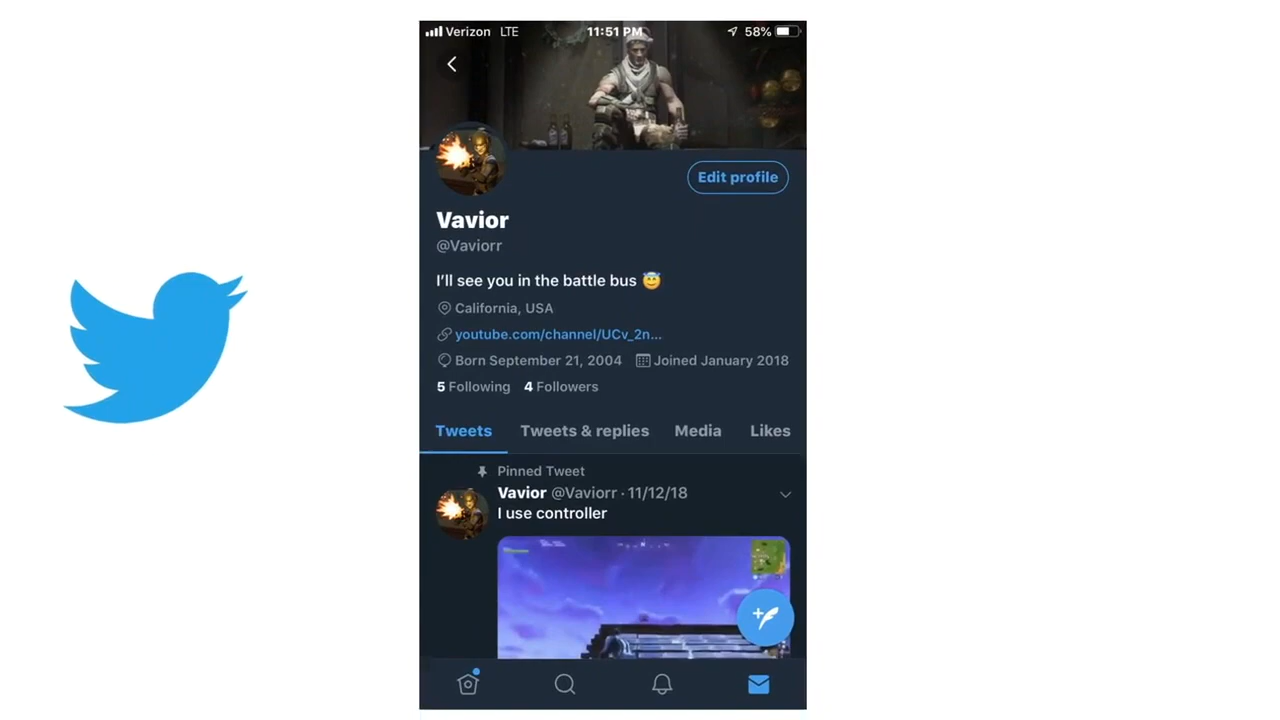 Verizon LTE 11:51 PM 58%
Edit profile
Vavior
@Vaviorr
I’ll see you in the battle bus 😇
California, USA
youtube.com/channel/UCv_2n...
Born September 21, 2004 Joined January 2018
5 Following 4 Followers
Tweets Tweets & replies Media Likes
Pinned Tweet
Vavior @Vaviorr · 11/12/18
I use controller